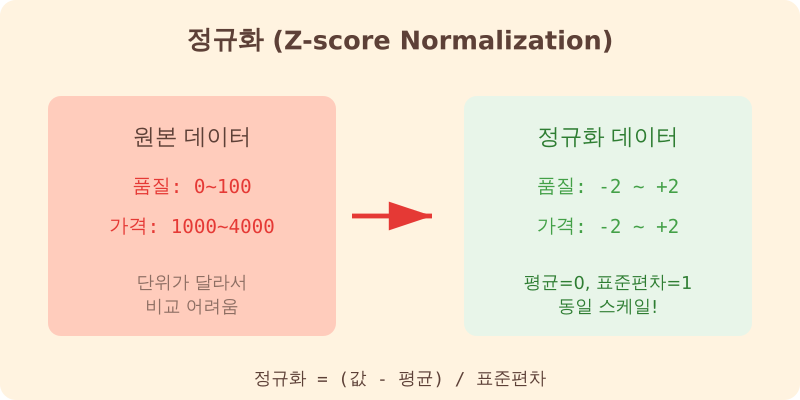 정규화 (Z-score Normalization)
원본 데이터
품질: 0~100
가격: 1000~4000
단위가 달라서
비교 어려움
정규화 데이터
품질: -2 ~ +2
가격: -2 ~ +2
평균=0, 표준편차=1
동일 스케일!
정규화 = (값 - 평균) / 표준편차